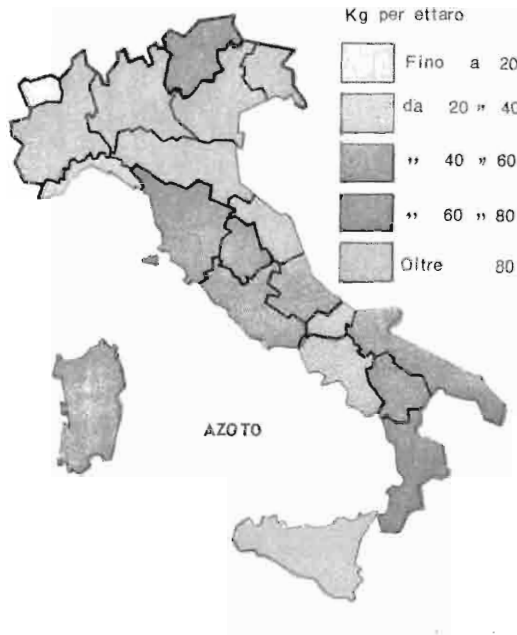 Kg per ettaro
Fino a 20
da 20 " 40
" 40 " 60
" 60 " 80
Oltre 80
AZOTO